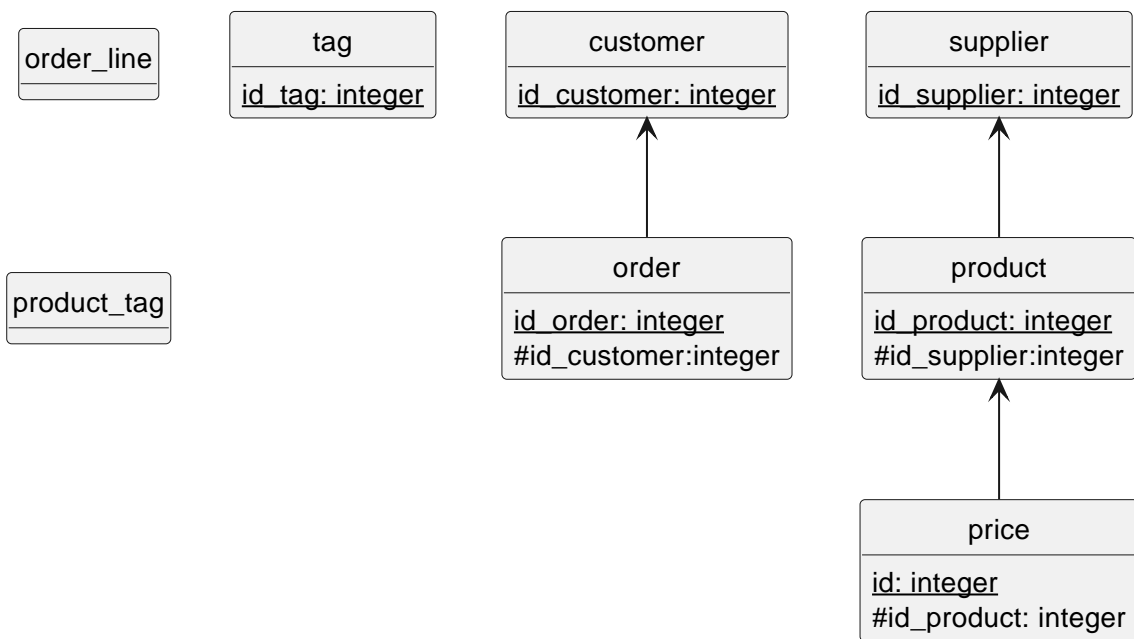 order_line
tag
id_tag: integer
customer
id_customer: integer
supplier
id_supplier: integer
product_tag
order
id_order: integer
#id_customer:integer
product
id_product: integer
#id_supplier:integer
price
id: integer
#id_product: integer